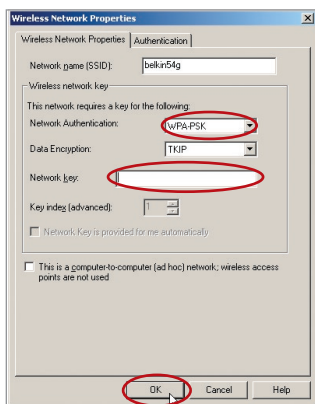 Wireless Network Properties
Wireless Network Properties Authentication
Network name (SSID): belkin54g
Wireless network key
This network requires a key for the following:
Network Authentication: WPA-PSK
Data Encryption: TKIP
Network key:
Key index (advanced): 1
Network Key is provided for me automatically
This is a computer-to-computer (ad hoc) network; wireless access
points are not used
OK Cancel Help